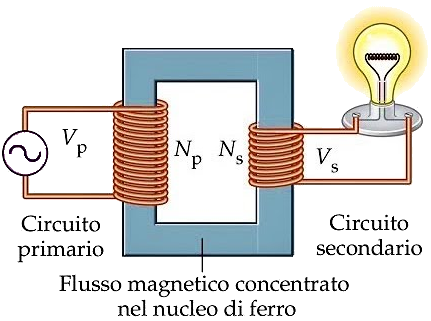 Vp
Np
Ns
Vs
Circuito
primario
Circuito
secondario
Flusso magnetico concentrato
nel nucleo di ferro